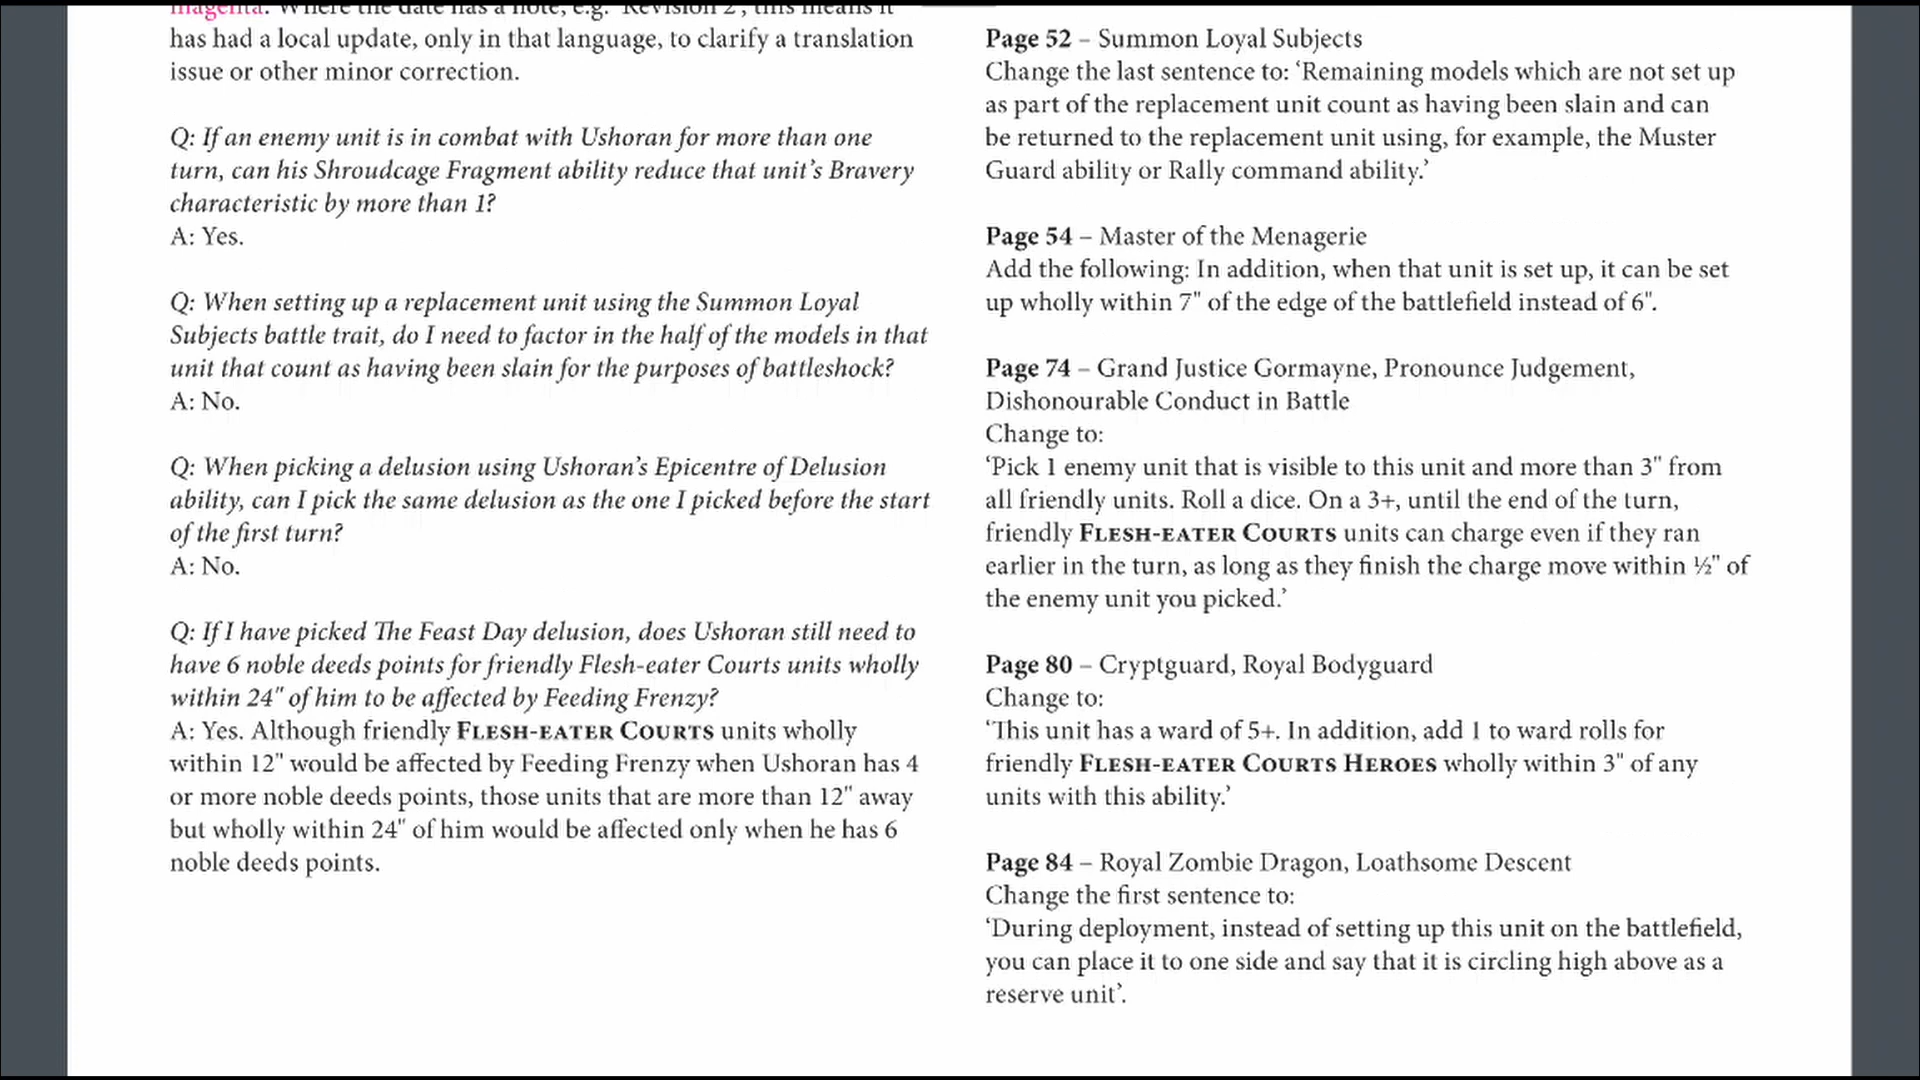 magenta. Where the date has a note, e.g. ‘Revision 2’, this means it
has had a local update, only in that language, to clarify a translation
issue or other minor correction.
Q: If an enemy unit is in combat with Ushoran for more than one
turn, can his Shroudcage Fragment ability reduce that unit’s Bravery
characteristic by more than 1?
A: Yes.
Q: When setting up a replacement unit using the Summon Loyal
Subjects battle trait, do I need to factor in the half of the models in that
unit that count as having been slain for the purposes of battleshock?
A: No.
Q: When picking a delusion using Ushoran’s Epicentre of Delusion
ability, can I pick the same delusion as the one I picked before the start
of the first turn?
A: No.
Q: If I have picked The Feast Day delusion, does Ushoran still need to
have 6 noble deeds points for friendly Flesh-eater Courts units wholly
within 24" of him to be affected by Feeding Frenzy?
A: Yes. Although friendly FLESH-EATER COURTS units wholly
within 12" would be affected by Feeding Frenzy when Ushoran has 4
or more noble deeds points, those units that are more than 12" away
but wholly within 24" of him would be affected only when he has 6
noble deeds points.
Page 52 – Summon Loyal Subjects
Change the last sentence to: ‘Remaining models which are not set up
as part of the replacement unit count as having been slain and can
be returned to the replacement unit using, for example, the Muster
Guard ability or Rally command ability.’
Page 54 – Master of the Menagerie
Add the following: In addition, when that unit is set up, it can be set
up wholly within 7" of the edge of the battlefield instead of 6".
Page 74 – Grand Justice Gormayne, Pronounce Judgement,
Dishonourable Conduct in Battle
Change to:
‘Pick 1 enemy unit that is visible to this unit and more than 3" from
all friendly units. Roll a dice. On a 3+, until the end of the turn,
friendly FLESH-EATER COURTS units can charge even if they ran
earlier in the turn, as long as they finish the charge move within ½" of
the enemy unit you picked.’
Page 80 – Cryptguard, Royal Bodyguard
Change to:
‘This unit has a ward of 5+. In addition, add 1 to ward rolls for
friendly FLESH-EATER COURTS HEROES wholly within 3" of any
units with this ability.’
Page 84 – Royal Zombie Dragon, Loathsome Descent
Change the first sentence to:
‘During deployment, instead of setting up this unit on the battlefield,
you can place it to one side and say that it is circling high above as a
reserve unit’.